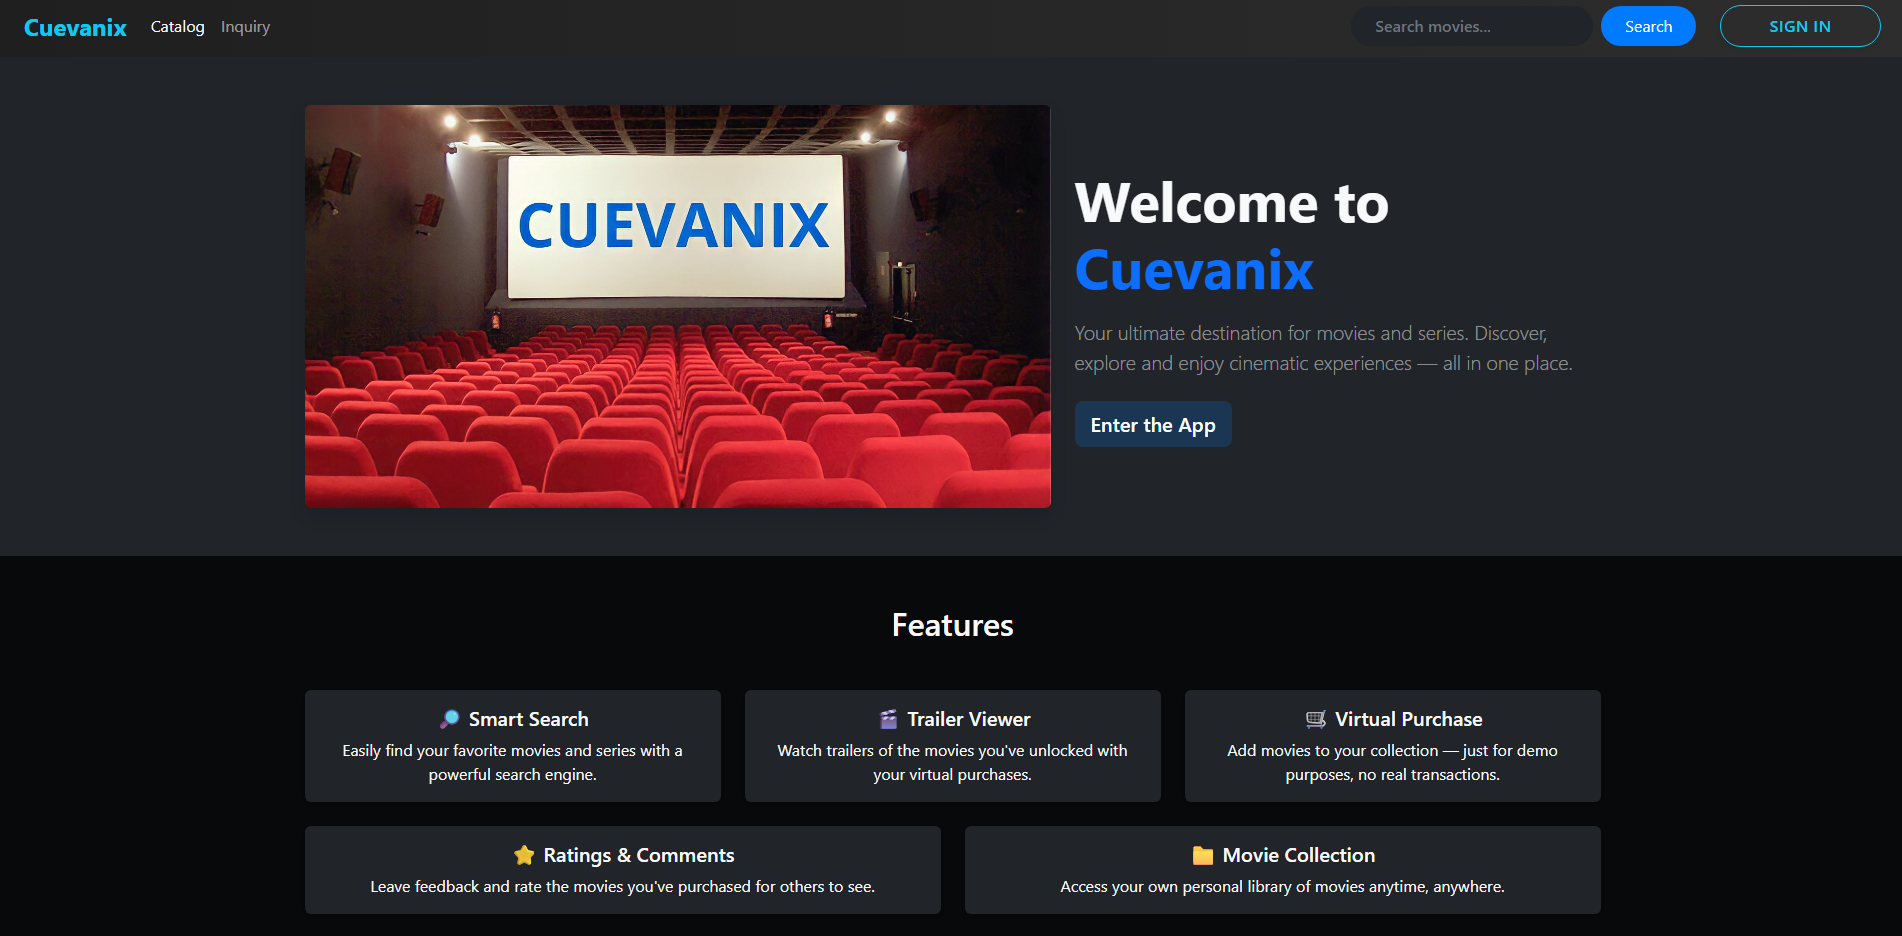 Cuevanix Catalog Inquiry Search movies... Search SIGN IN
CUEVANIX
Welcome to
Cuevanix
Your ultimate destination for movies and series. Discover,
explore and enjoy cinematic experiences — all in one place.
Enter the App
Features
Smart Search
Easily find your favorite movies and series with a
powerful search engine.
Trailer Viewer
Watch trailers of the movies you've unlocked with
your virtual purchases.
Virtual Purchase
Add movies to your collection — just for demo
purposes, no real transactions.
Ratings & Comments
Leave feedback and rate the movies you've purchased for others to see.
Movie Collection
Access your own personal library of movies anytime, anywhere.